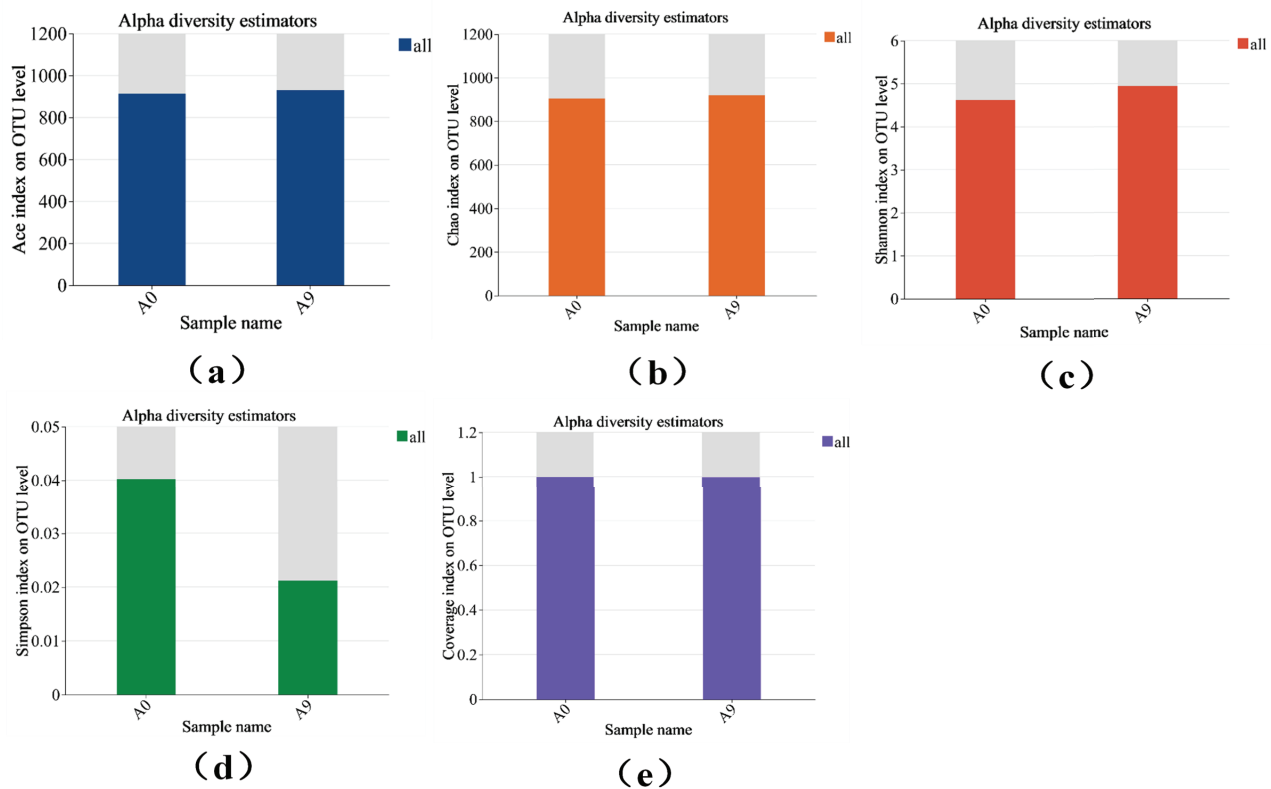 Alpha diversity estimators
all
1200
1000
800
600
400
200
0
Ace index on OTU level
A0
A9
Sample name
(a)
Alpha diversity estimators
all
1200
1000
800
600
400
200
0
Chao index on OTU level
A0
A9
Sample name
(b)
Alpha diversity estimators
all
6
5
4
3
2
1
0
Shannon index on OTU level
A0
A9
Sample name
(c)
Alpha diversity estimators
all
0.05
0.04
0.03
0.02
0.01
0
Simpson index on OTU level
A0
A9
Sample name
(d)
Alpha diversity estimators
all
1.2
1
0.8
0.6
0.4
0.2
0
Coverage index on OTU level
A0
A9
Sample name
(e)